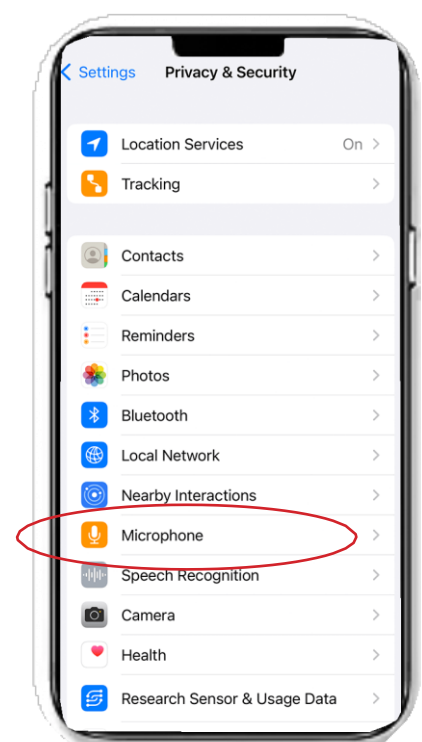 Settings Privacy & Security
Location Services On
Tracking
Contacts
Calendars
Reminders
Photos
Bluetooth
Local Network
Nearby Interactions
Microphone
Speech Recognition
Camera
Health
Research Sensor & Usage Data